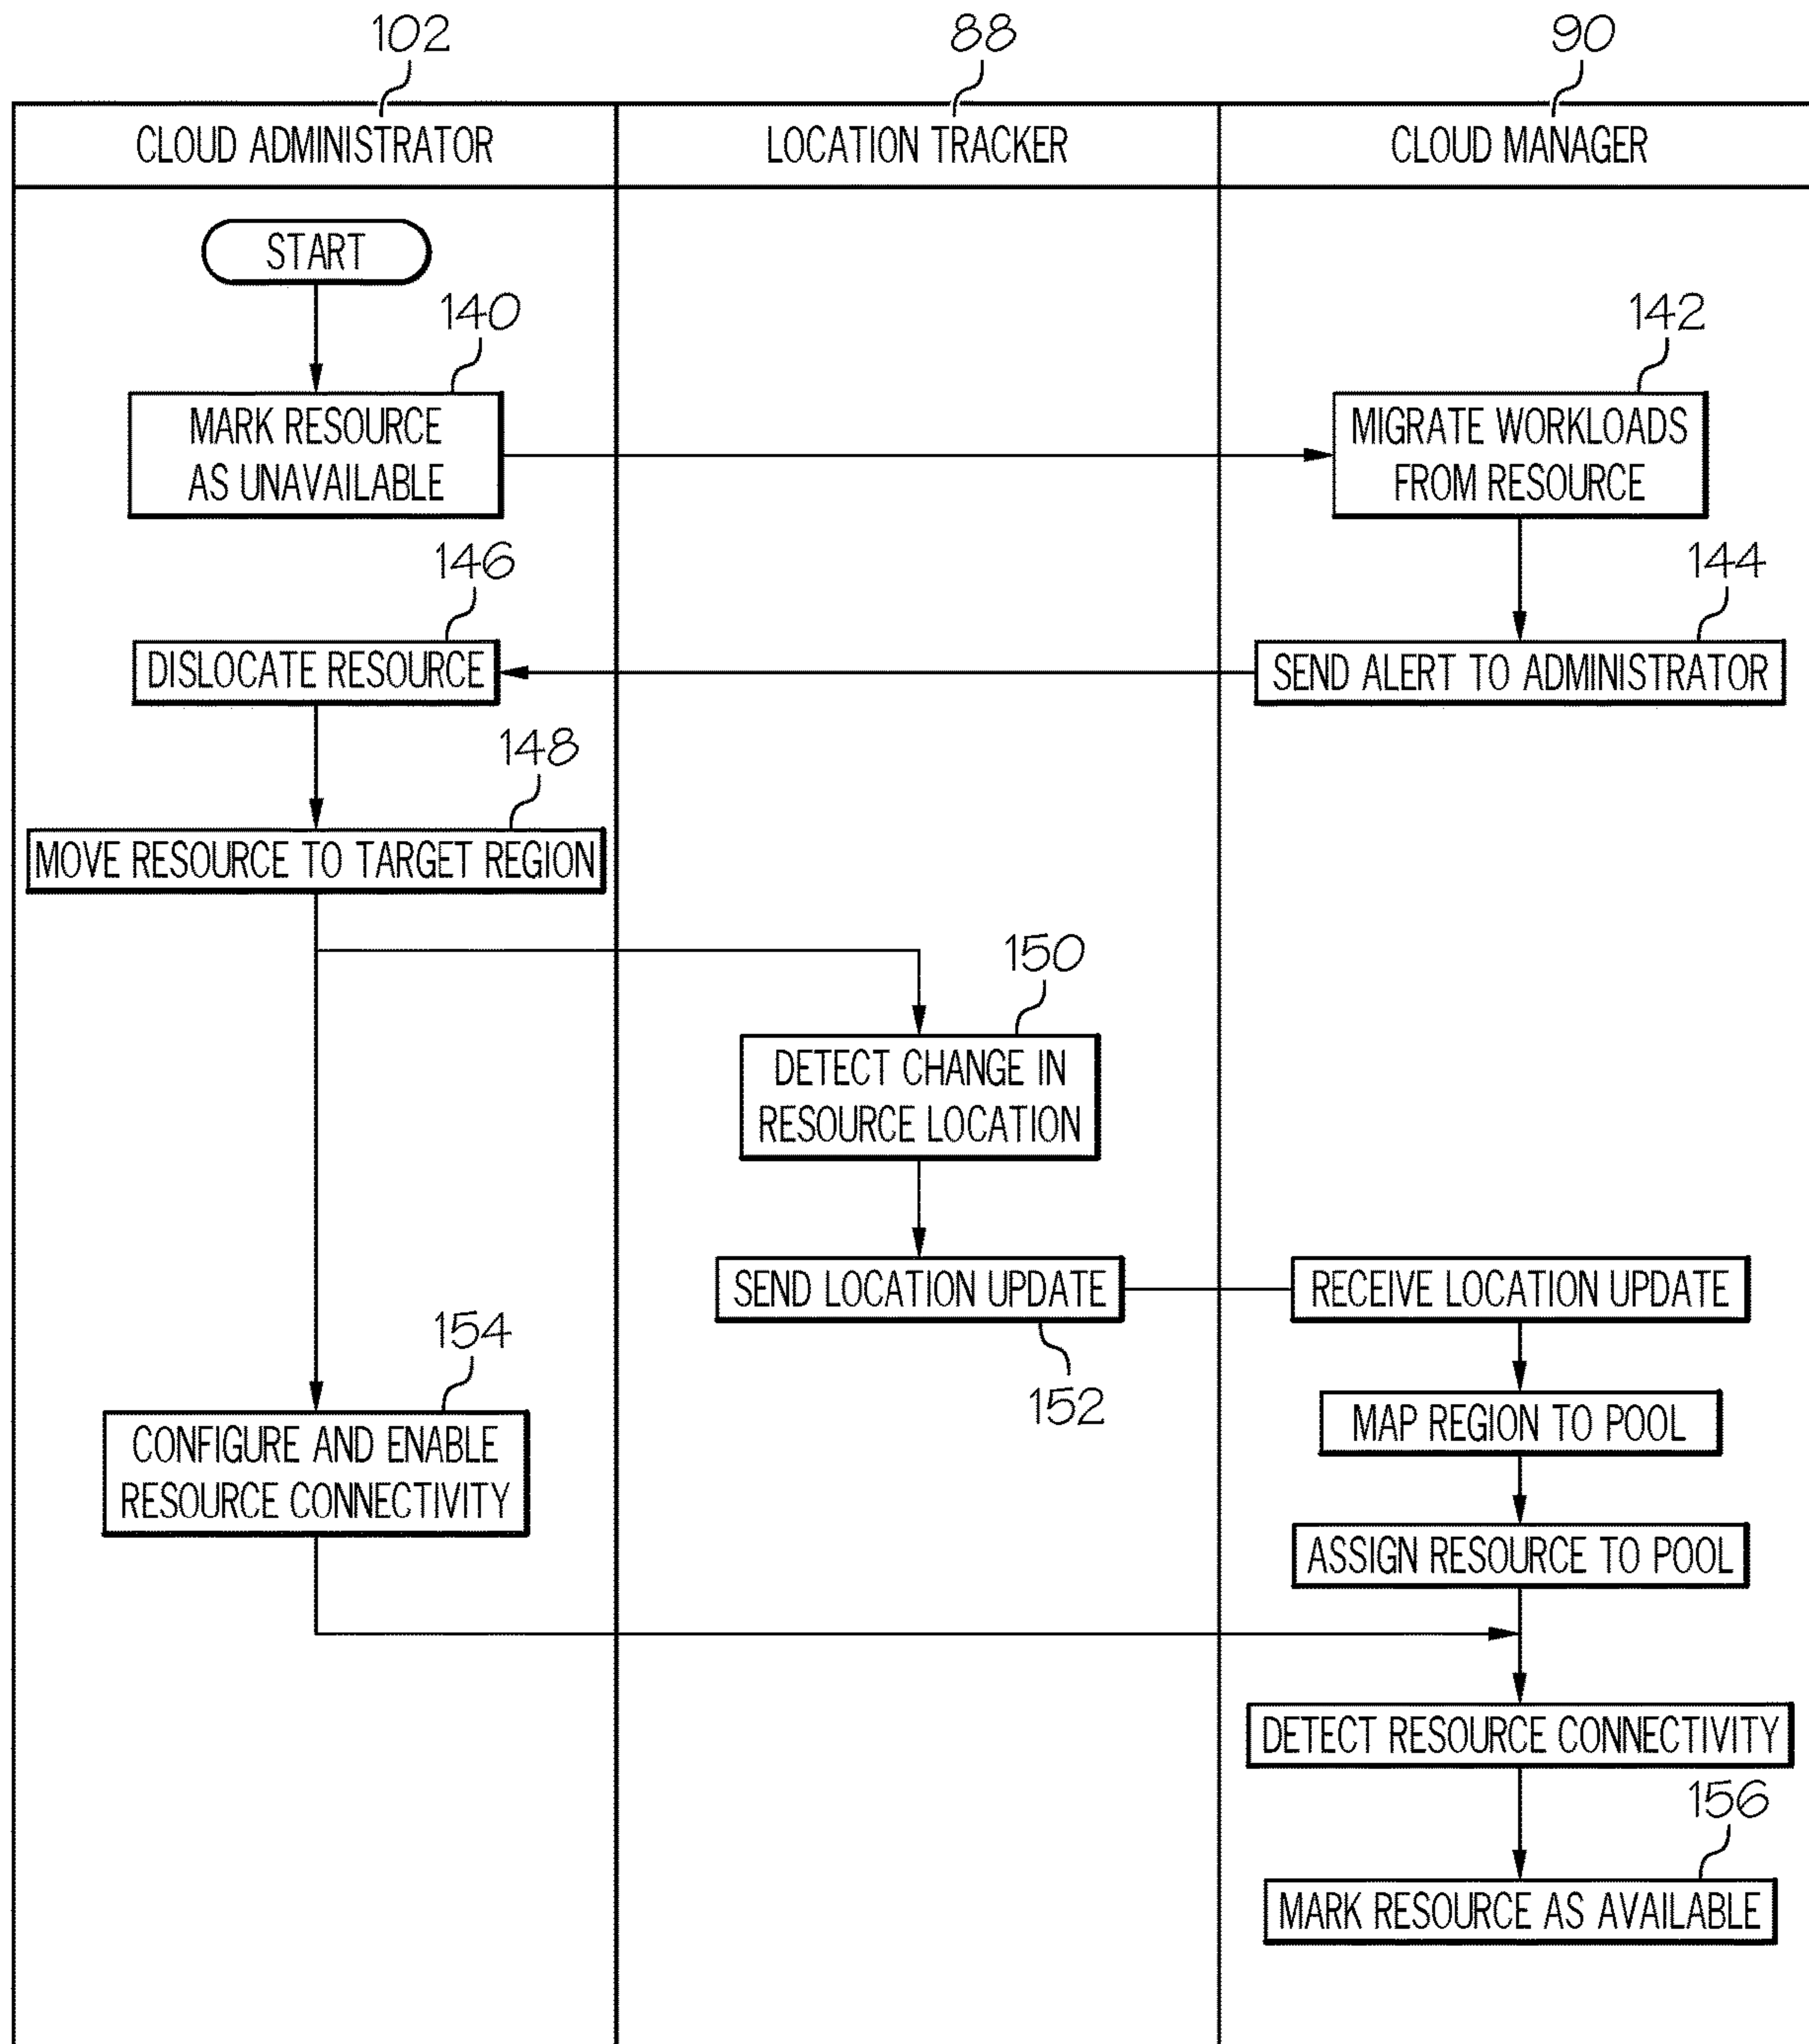 102
88
90
CLOUD ADMINISTRATOR
LOCATION TRACKER
CLOUD MANAGER
START
140
142
MARK RESOURCE
AS UNAVAILABLE
MIGRATE WORKLOADS
FROM RESOURCE
146
144
DISLOCATE RESOURCE
SEND ALERT TO ADMINISTRATOR
148
MOVE RESOURCE TO TARGET REGION
150
DETECT CHANGE IN
RESOURCE LOCATION
SEND LOCATION UPDATE
RECEIVE LOCATION UPDATE
154
152
CONFIGURE AND ENABLE
RESOURCE CONNECTIVITY
MAP REGION TO POOL
ASSIGN RESOURCE TO POOL
DETECT RESOURCE CONNECTIVITY
156
MARK RESOURCE AS AVAILABLE